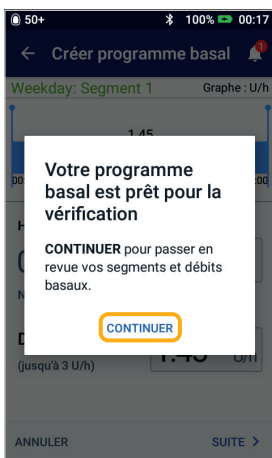 50+ 100% 00:17
Créer programme basal 1
Weekday: Segment 1 Graphe : U/h
1.45
Votre programme
basal est prêt pour la
vérification
CONTINUER pour passer en
revue vos segments et débits
basaux.
CONTINUER
(jusqu'à 3 U/h) U/h
ANNULER SUITE